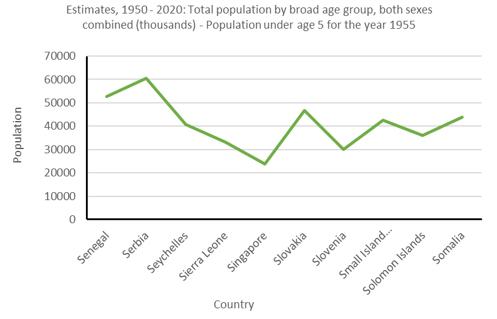 Estimates, 1950 - 2020: Total population by broad age group, both sexes
combined (thousands) - Population under age 5 for the year 1955
70000
60000
50000
40000
30000
20000
10000
0
Population
Senegal
Serbia
Seychelles
Sierra Leone
Singapore
Slovakia
Slovenia
Small Island...
Solomon Islands
Somalia
Country